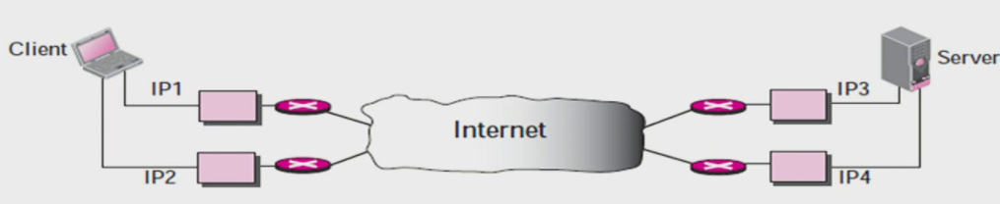 Client
IP1
IP2
Internet
IP3
IP4
Server